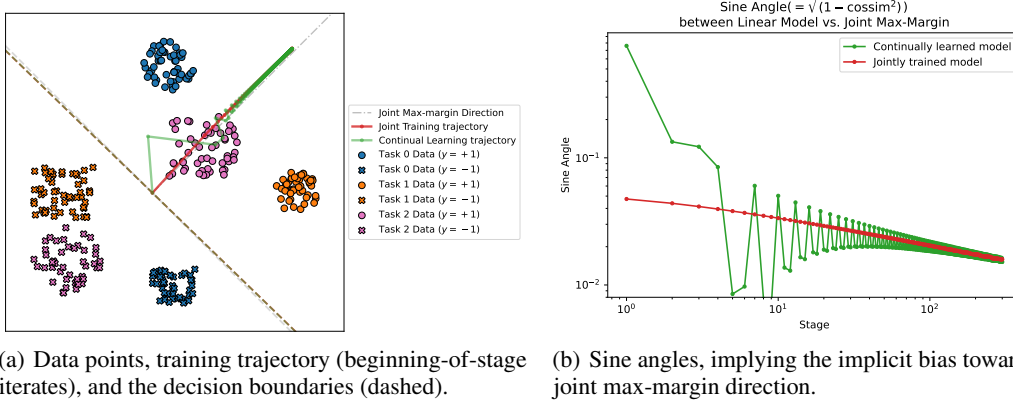 Joint Max-margin Direction
Joint Training trajectory
Continual Learning trajectory
Task 0 Data (y = +1)
Task 0 Data (y = −1)
Task 1 Data (y = +1)
Task 1 Data (y = −1)
Task 2 Data (y = +1)
Task 2 Data (y = −1)
(a) Data points, training trajectory (beginning-of-stage
iterates), and the decision boundaries (dashed).
Sine Angle(= √(1 − cossim²))
between Linear Model vs. Joint Max-Margin
Continually learned model
Jointly trained model
Sine Angle
10⁻¹
10⁻²
10⁰ 10¹ 10²
Stage
(b) Sine angles, implying the implicit bias towar
joint max-margin direction.